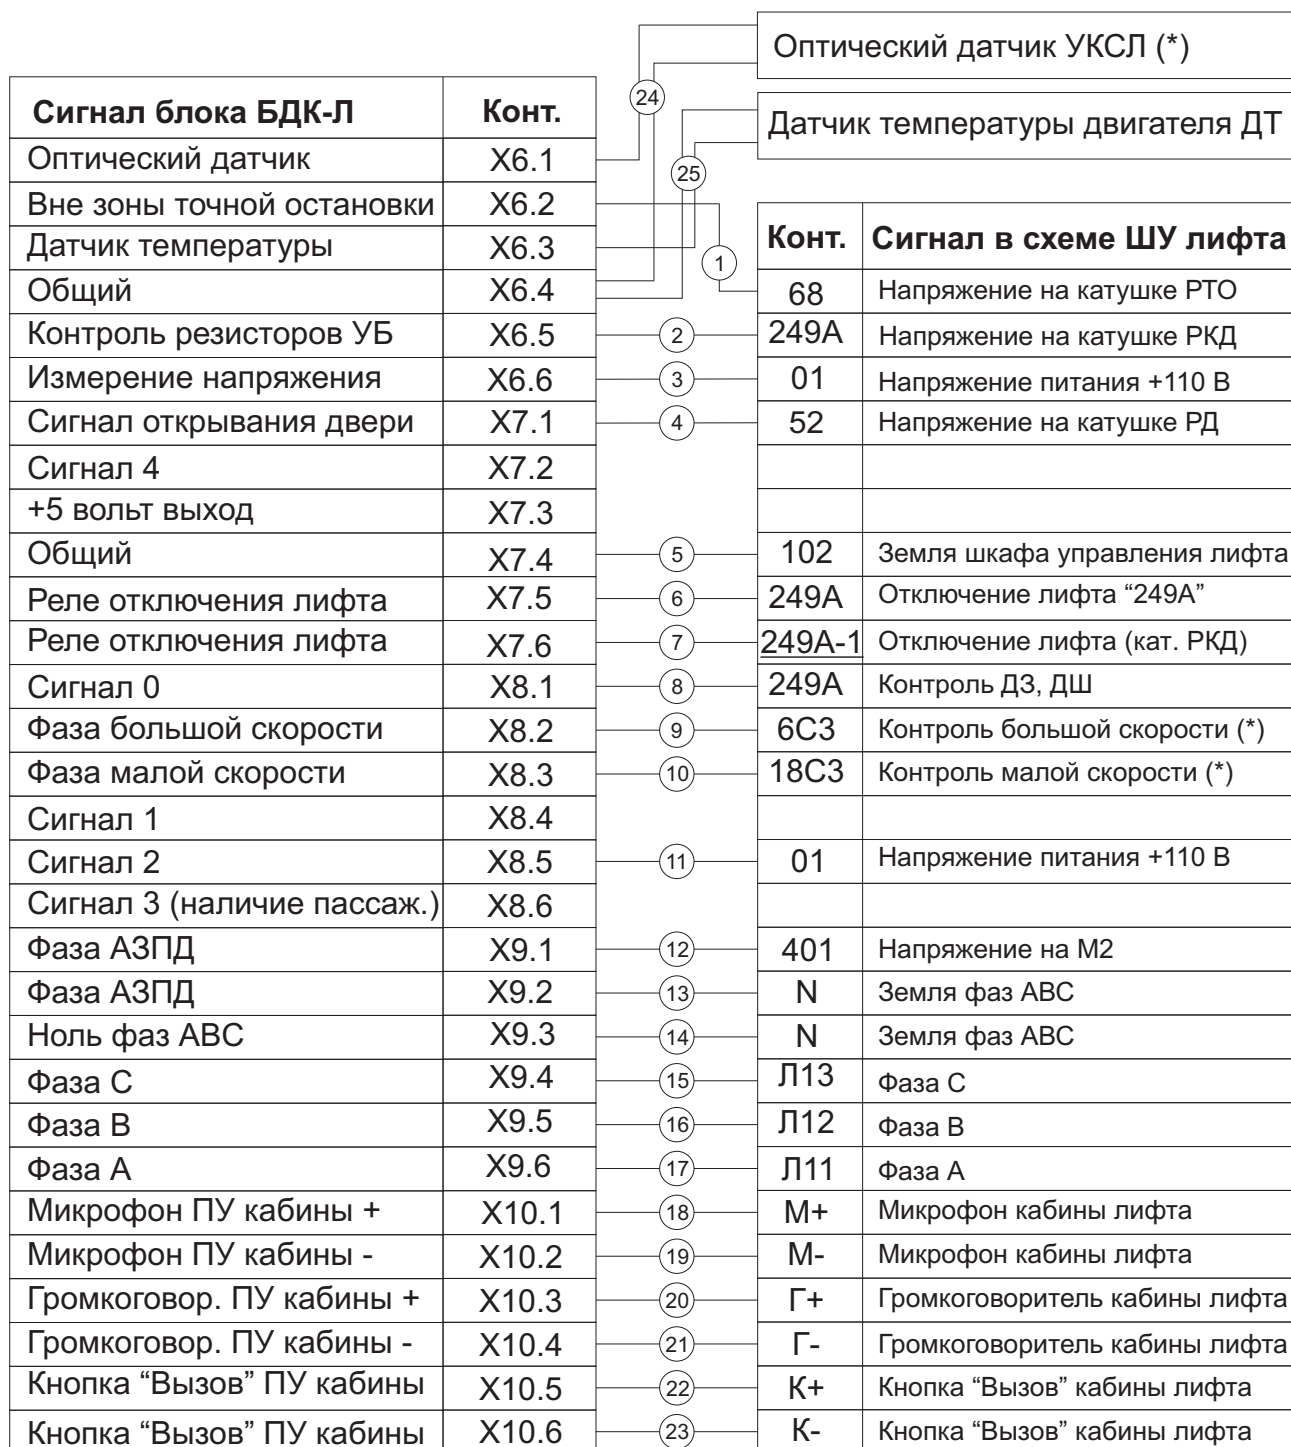 Оптический датчик УКСЛ (*)
24
Датчик температуры двигателя ДТ
25
Сигнал блока БДК-Л Конт.
Оптический датчик X6.1
Вне зоны точной остановки X6.2
Конт. Сигнал в схеме ШУ лифта
Датчик температуры X6.3
1
Общий X6.4 68 Напряжение на катушке РТО
Контроль резисторов УБ X6.5 2 249А Напряжение на катушке РКД
Измерение напряжения X6.6 3 01 Напряжение питания +110 В
Сигнал открывания двери X7.1 4 52 Напряжение на катушке РД
Сигнал 4 X7.2
+5 вольт выход X7.3
Общий X7.4 5 102 Земля шкафа управления лифта
Реле отключения лифта X7.5 6 249А Отключение лифта “249А”
Реле отключения лифта X7.6 7 249А-1 Отключение лифта (кат. РКД)
Сигнал 0 X8.1 8 249А Контроль ДЗ, ДШ
Фаза большой скорости X8.2 9 6С3 Контроль большой скорости (*)
Фаза малой скорости X8.3 10 18С3 Контроль малой скорости (*)
Сигнал 1 X8.4
Сигнал 2 X8.5 11 01 Напряжение питания +110 В
Сигнал 3 (наличие пассаж.) X8.6
Фаза АЗПД X9.1 12 401 Напряжение на М2
Фаза АЗПД X9.2 13 N Земля фаз АВС
Ноль фаз АВС X9.3 14 N Земля фаз АВС
Фаза С X9.4 15 Л13 Фаза С
Фаза В X9.5 16 Л12 Фаза В
Фаза А X9.6 17 Л11 Фаза А
Микрофон ПУ кабины + X10.1 18 М+ Микрофон кабины лифта
Микрофон ПУ кабины - X10.2 19 М- Микрофон кабины лифта
Громкоговор. ПУ кабины + X10.3 20 Г+ Громкоговоритель кабины лифта
Громкоговор. ПУ кабины - X10.4 21 Г- Громкоговоритель кабины лифта
Кнопка “Вызов” ПУ кабины X10.5 22 К+ Кнопка “Вызов” кабины лифта
Кнопка “Вызов” ПУ кабины X10.6 23 К- Кнопка “Вызов” кабины лифта